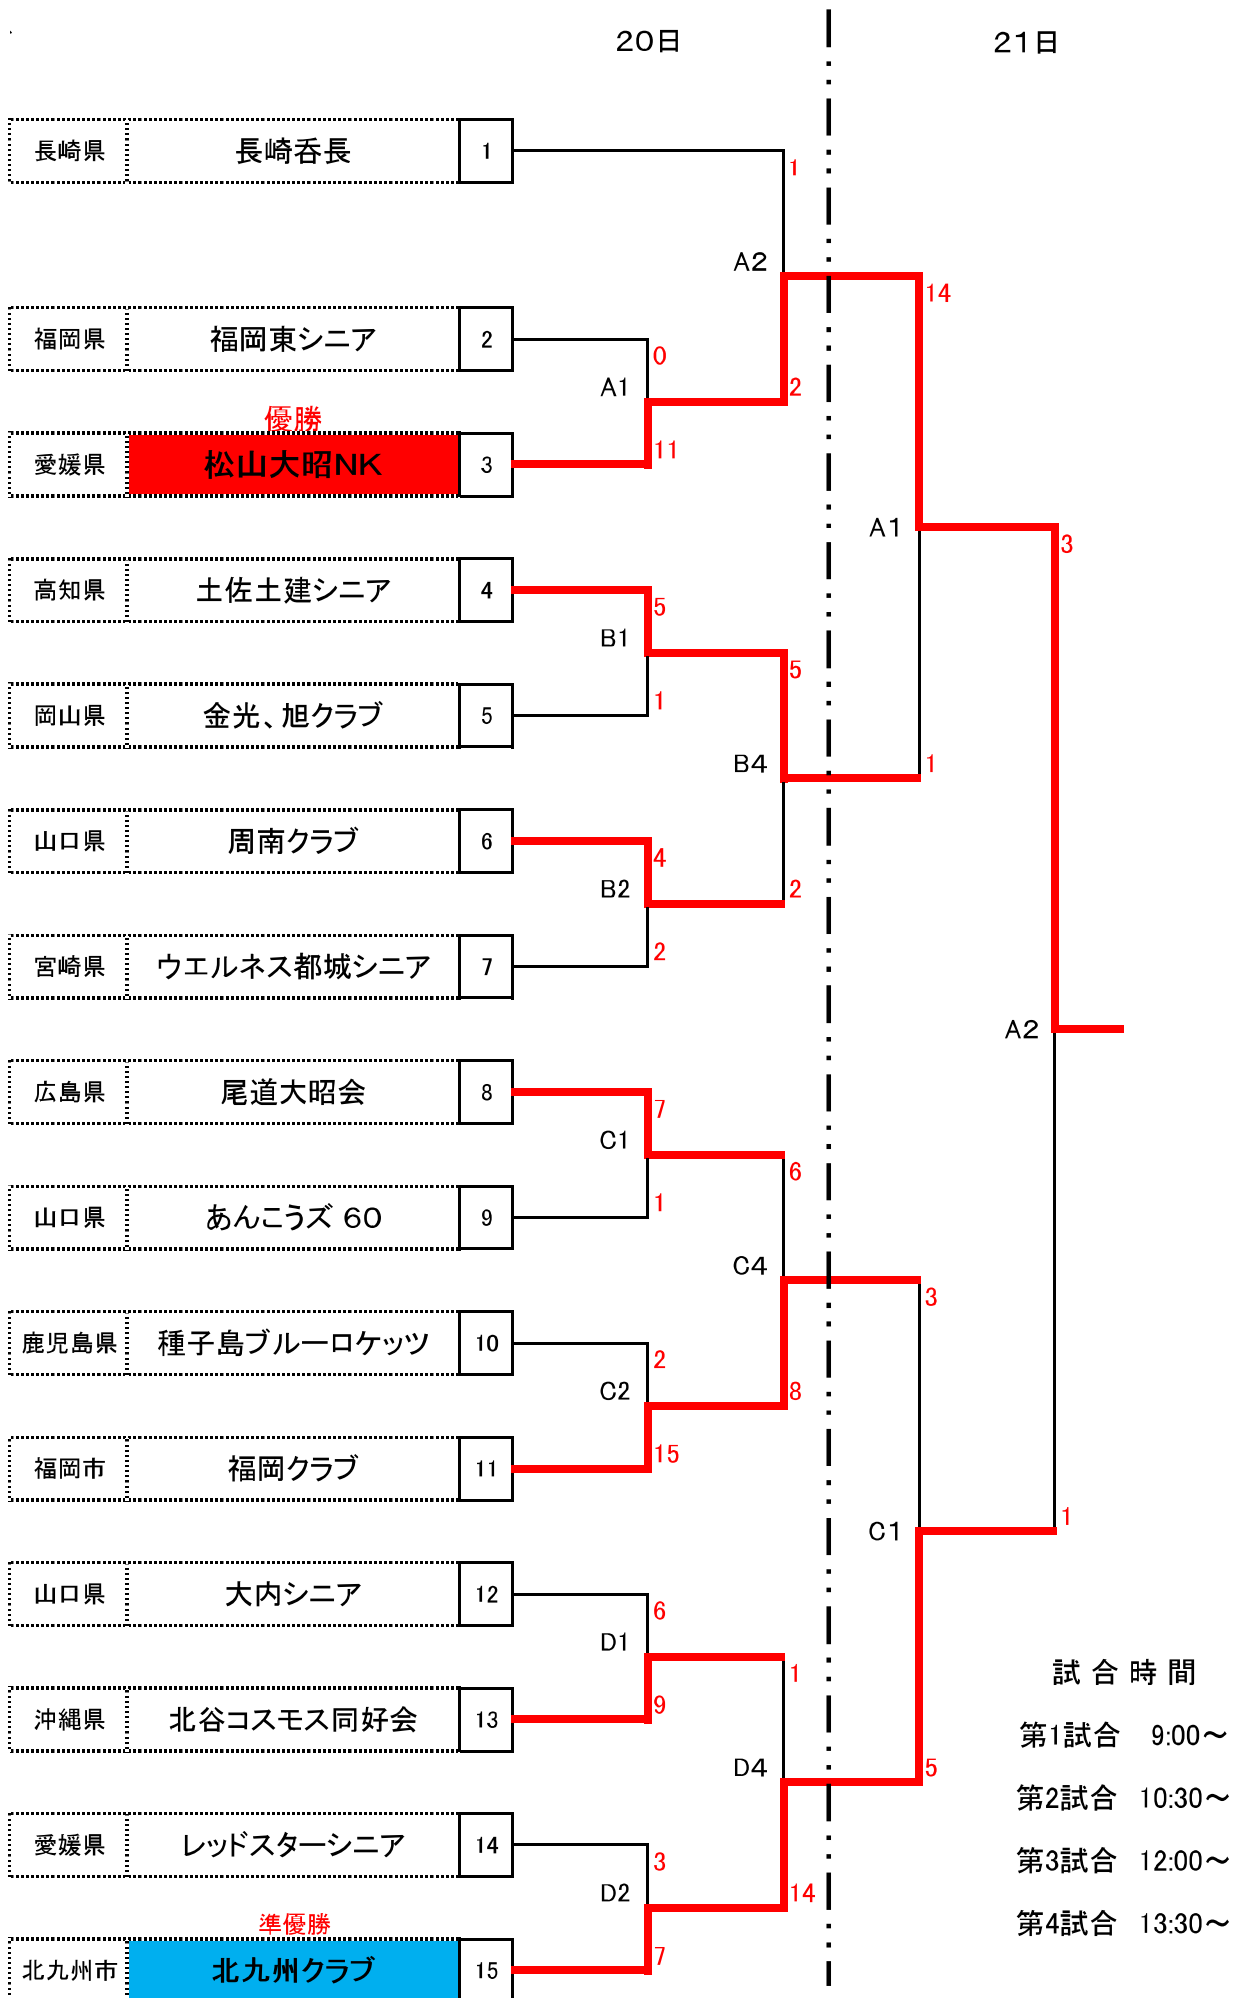 20日 21日
長崎県 長崎呑長 1
1
A2
14
福岡県 福岡東シニア 2
0
A1
2
優勝
愛媛県 松山大昭NK 3
11
A1
3
高知県 土佐土建シニア 4
5
B1
5
岡山県 金光、旭クラブ 5
1
B4
1
山口県 周南クラブ 6
4
B2
2
宮崎県 ウエルネス都城シニア 7
2
A2
広島県 尾道大昭会 8
7
C1
6
山口県 あんこうズ 60 9
1
C4
3
鹿児島県 種子島ブルーロケッツ 10
2
C2
8
福岡市 福岡クラブ 11
15
1
C1
山口県 大内シニア 12
6
D1
1
沖縄県 北谷コスモス同好会 13
9
D4
5
愛媛県 レッドスターシニア 14
3
D2
14
準優勝
北九州市 北九州クラブ 15
7
試合時間
第1試合 9:00～
第2試合 10:30～
第3試合 12:00～
第4試合 13:30～